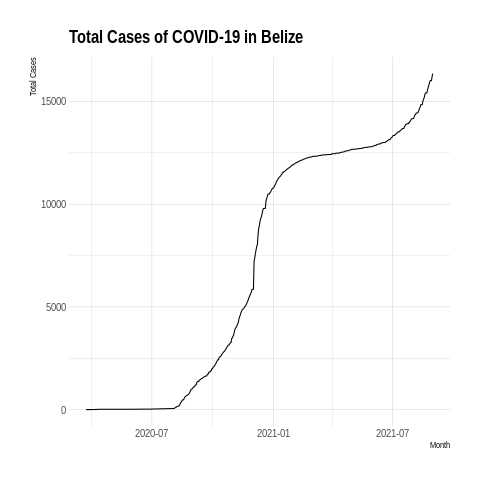 Total Cases of COVID-19 in Belize
Total Cases
15000
10000
5000
0
2020-07
2021-01
2021-07
Month